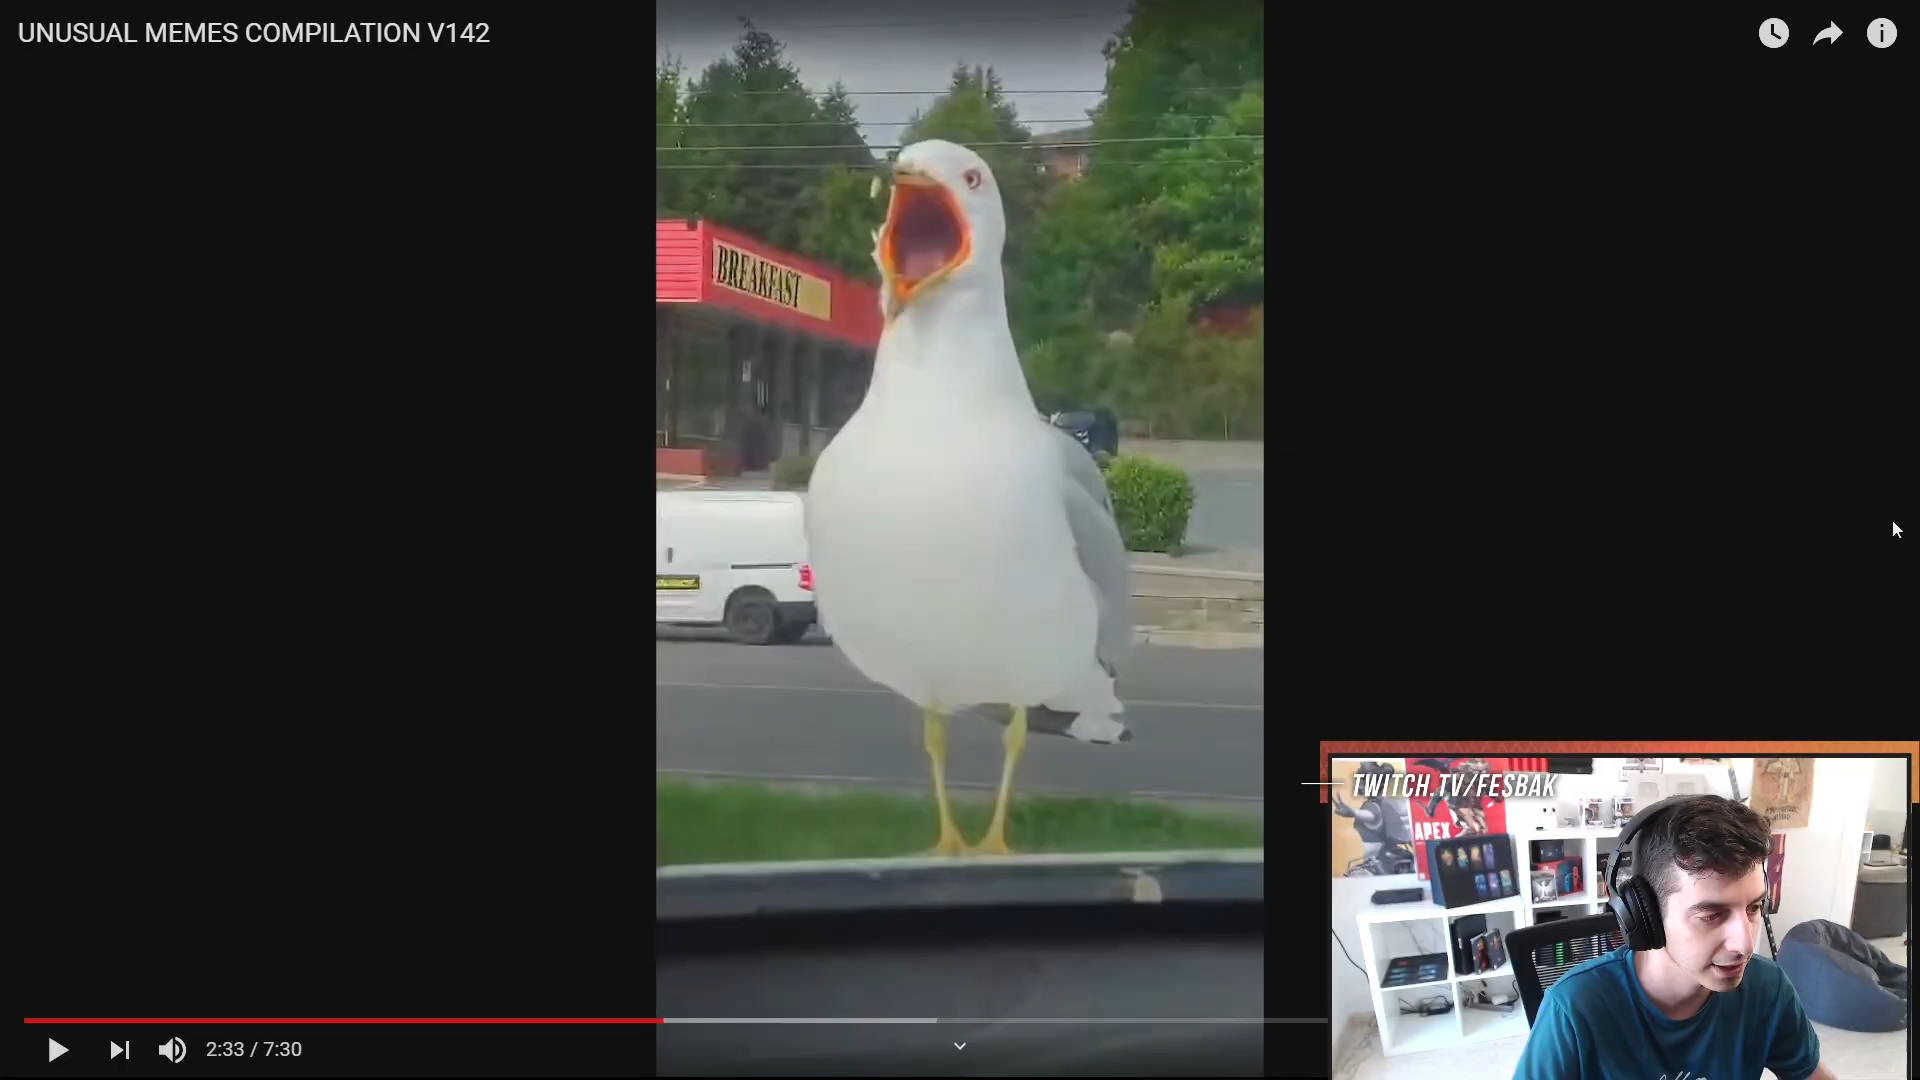 UNUSUAL MEMES COMPILATION V142
BREAKFAST
TWITCH.TV/FESBAK
APEX
2:33 / 7:30